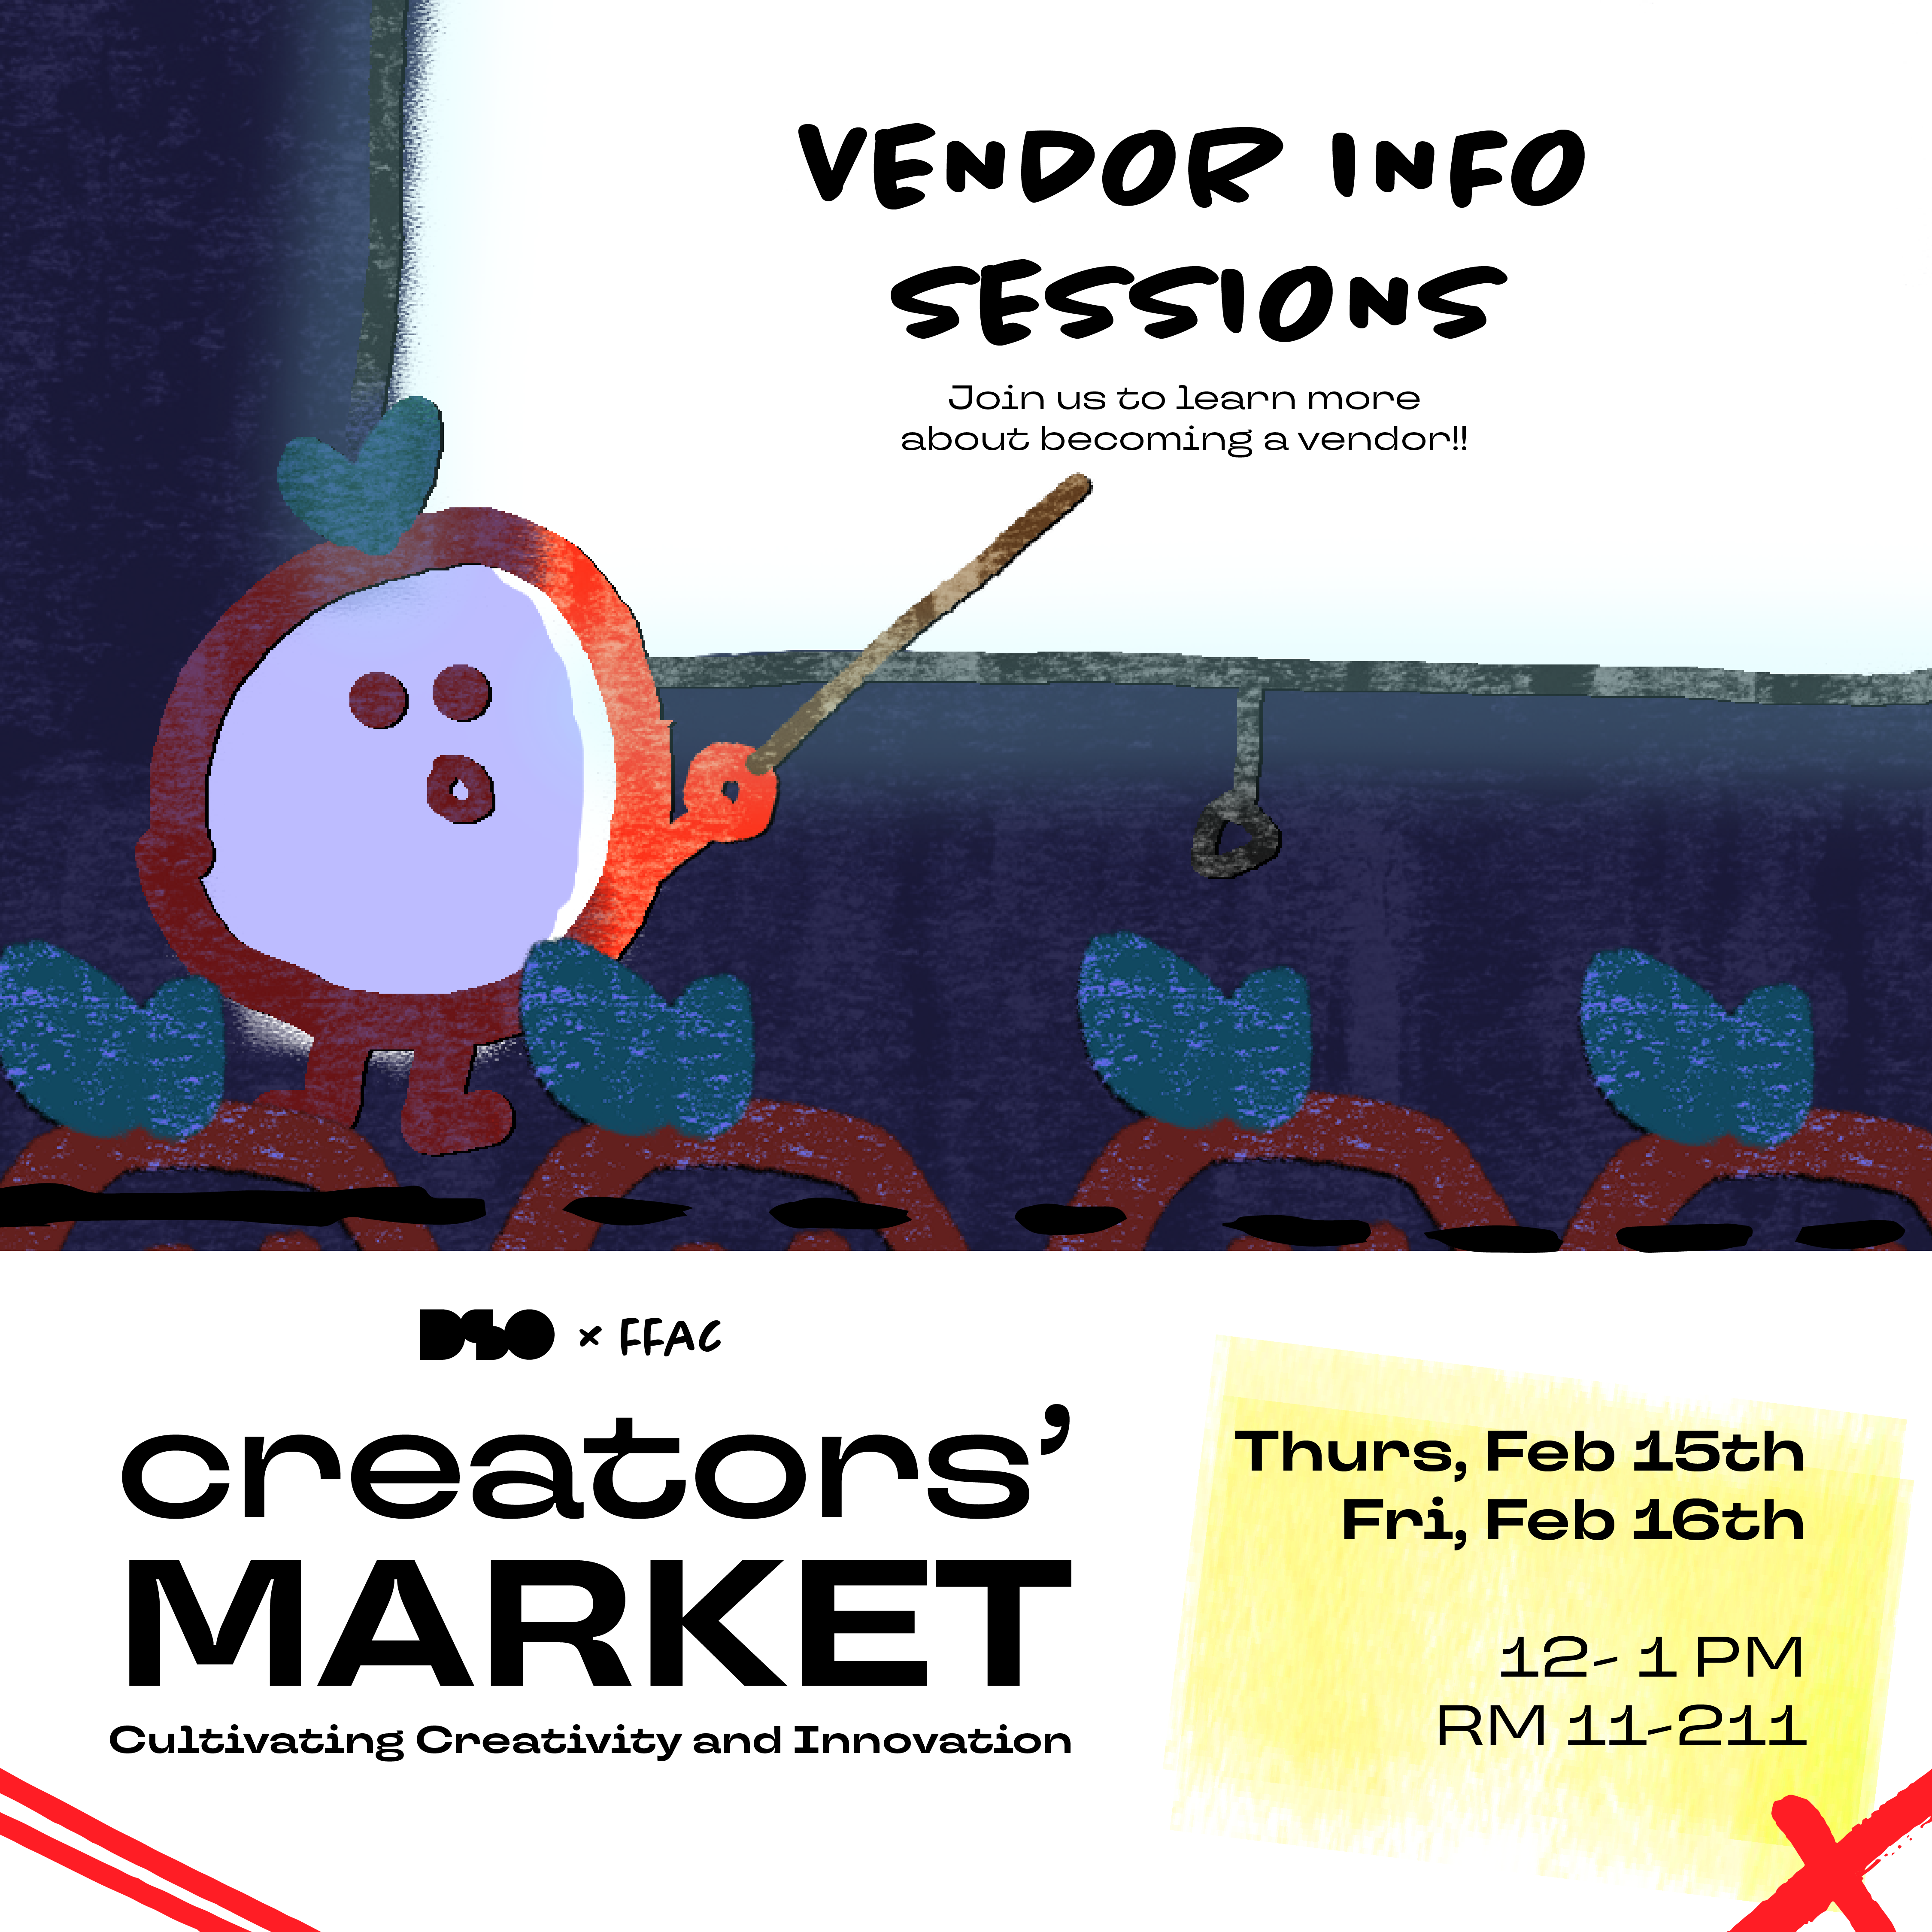 VENDOR INFO
SESSIONS
Join us to learn more
about becoming a vendor!!
DSO x FFAC
creators’
MARKET
Cultivating Creativity and Innovation
Thurs, Feb 15th
Fri, Feb 16th
12- 1 PM
RM 11-211